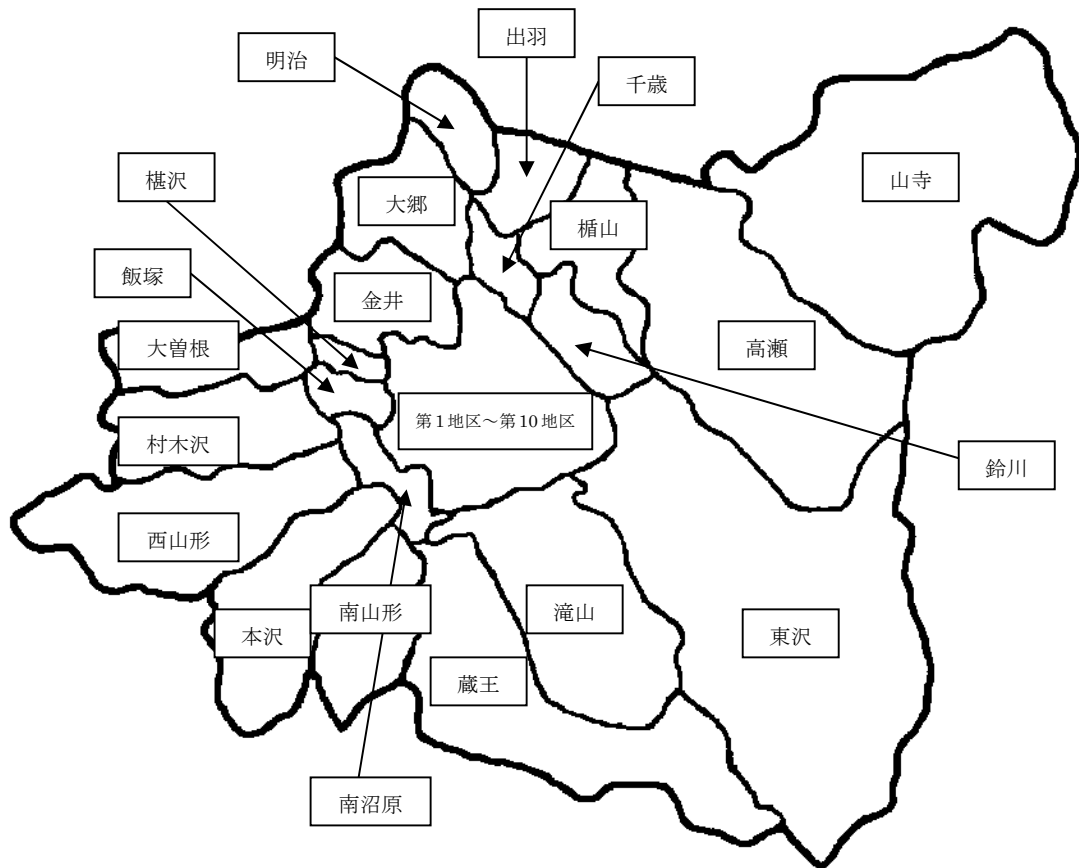 出羽
明治
千歳
山寺
椹沢
大郷
楯山
飯塚
金井
大曽根
高瀬
第1地区～第10地区
村木沢
鈴川
西山形
南山形
滝山
本沢
東沢
蔵王
南沼原